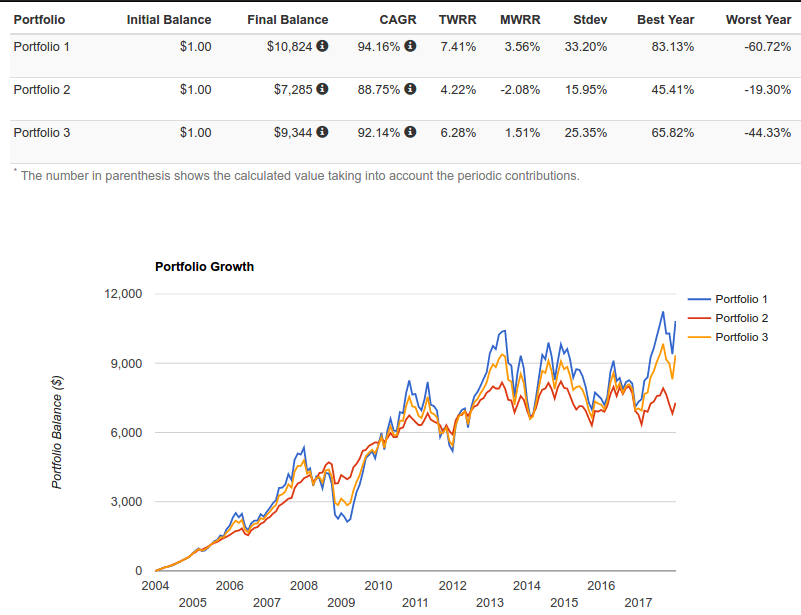 Portfolio Initial Balance Final Balance CAGR TWRR MWRR Stdev Best Year Worst Year
Portfolio 1 $1.00 $10,824 94.16% 7.41% 3.56% 33.20% 83.13% -60.72%
Portfolio 2 $1.00 $7,285 88.75% 4.22% -2.08% 15.95% 45.41% -19.30%
Portfolio 3 $1.00 $9,344 92.14% 6.28% 1.51% 25.35% 65.82% -44.33%
* The number in parenthesis shows the calculated value taking into account the periodic contributions.
Portfolio Growth
Portfolio Balance ($)
12,000
9,000
6,000
3,000
0
2004 2006 2008 2010 2012 2014 2016
2005 2007 2009 2011 2013 2015 2017
Portfolio 1
Portfolio 2
Portfolio 3